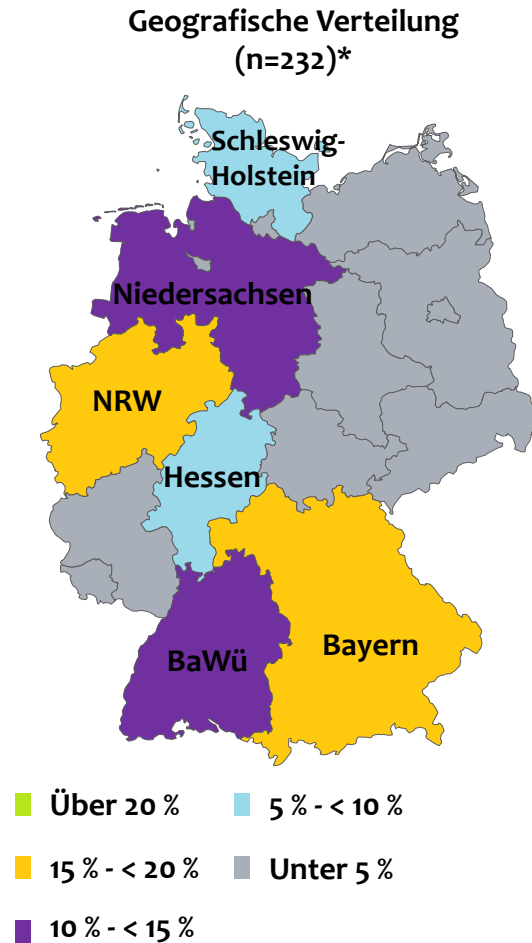 Geografische Verteilung
(n=232)*
Schleswig-
Holstein
Niedersachsen
NRW
Hessen
BaWü
Bayern
Über 20 %
5 % - < 10 %
15 % - < 20 %
Unter 5 %
10 % - < 15 %